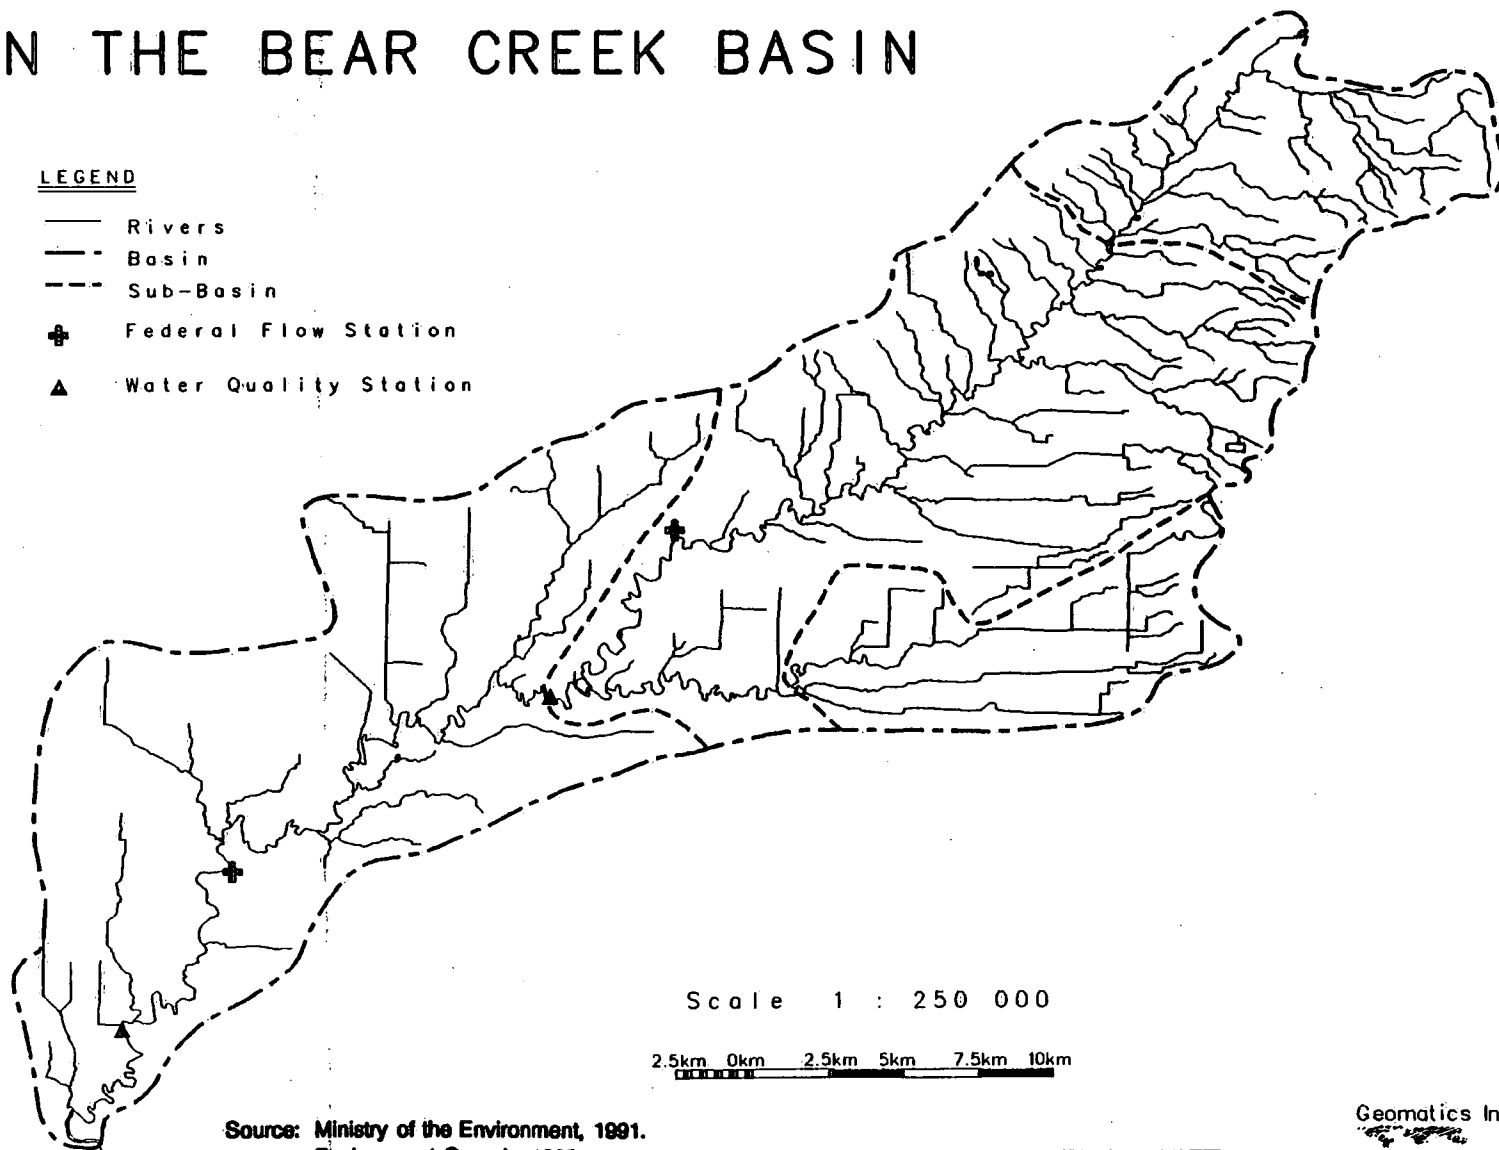 N THE BEAR CREEK BASIN
LEGEND
Rivers
Basin
Sub-Basin
Federal Flow Station
Water Quality Station
Scale 1 : 250 000
2.5km 0km 2.5km 5km 7.5km 10km
Geomatics In
Source: Ministry of the Environment, 1991.